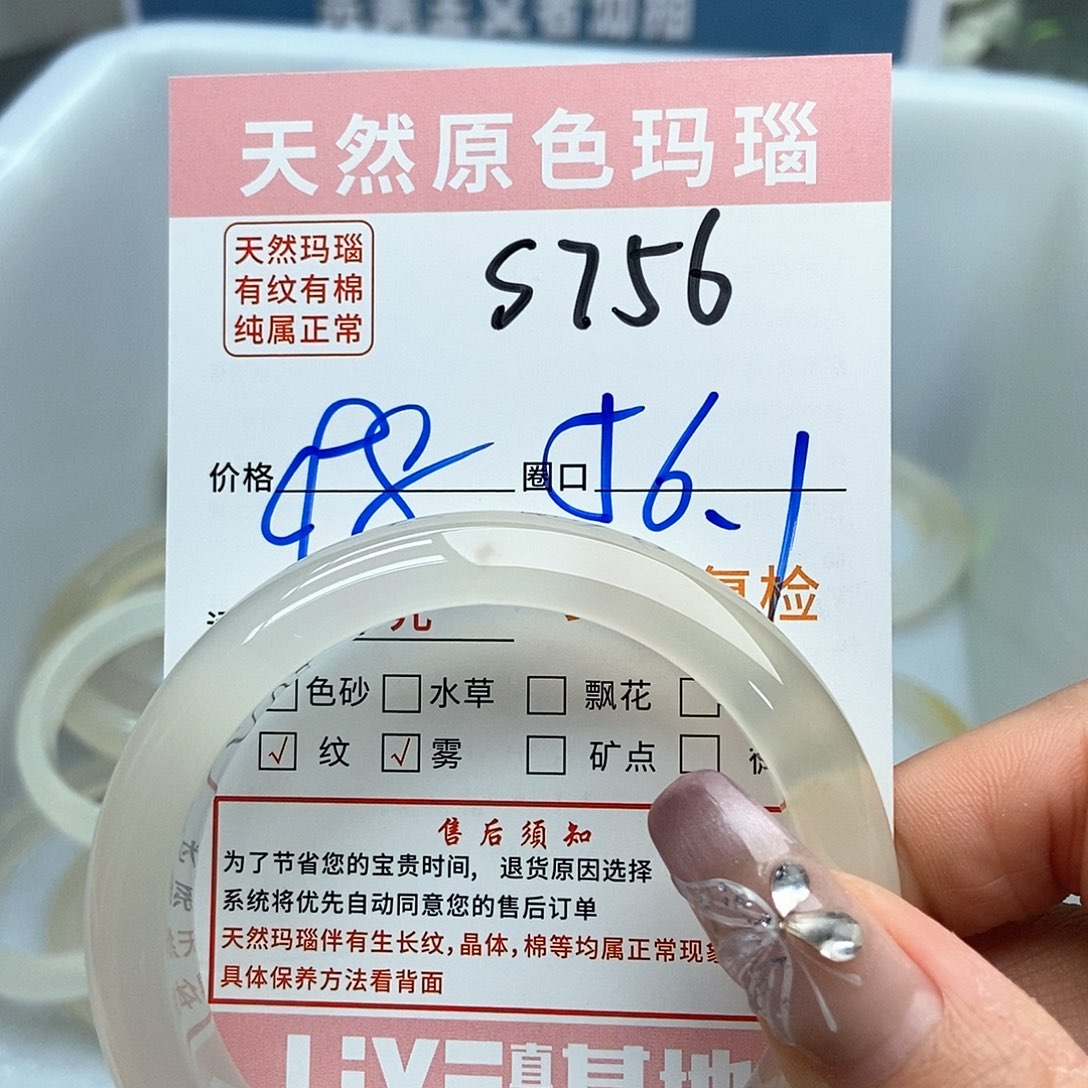 天然原色玛瑙
天然玛瑙
有纹有棉
纯属正常
S756
价格 98 圈口 56.1
复检
元
色砂 水草 飘花
√ 纹 √ 雾 矿点
售后须知
为了节省您的宝贵时间, 退货原因选择
系统将优先自动同意您的售后订单
天然玛瑙伴有生长纹,晶体,棉等均属正常现象
具体保养方法看背面
基地